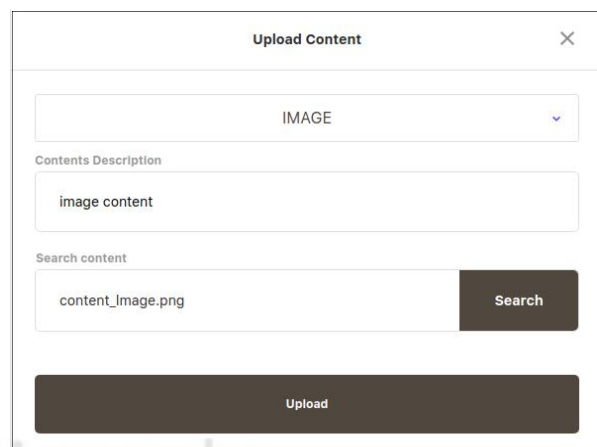 Upload Content
IMAGE
Contents Description
image content
Search content
content_Image.png
Search
Upload